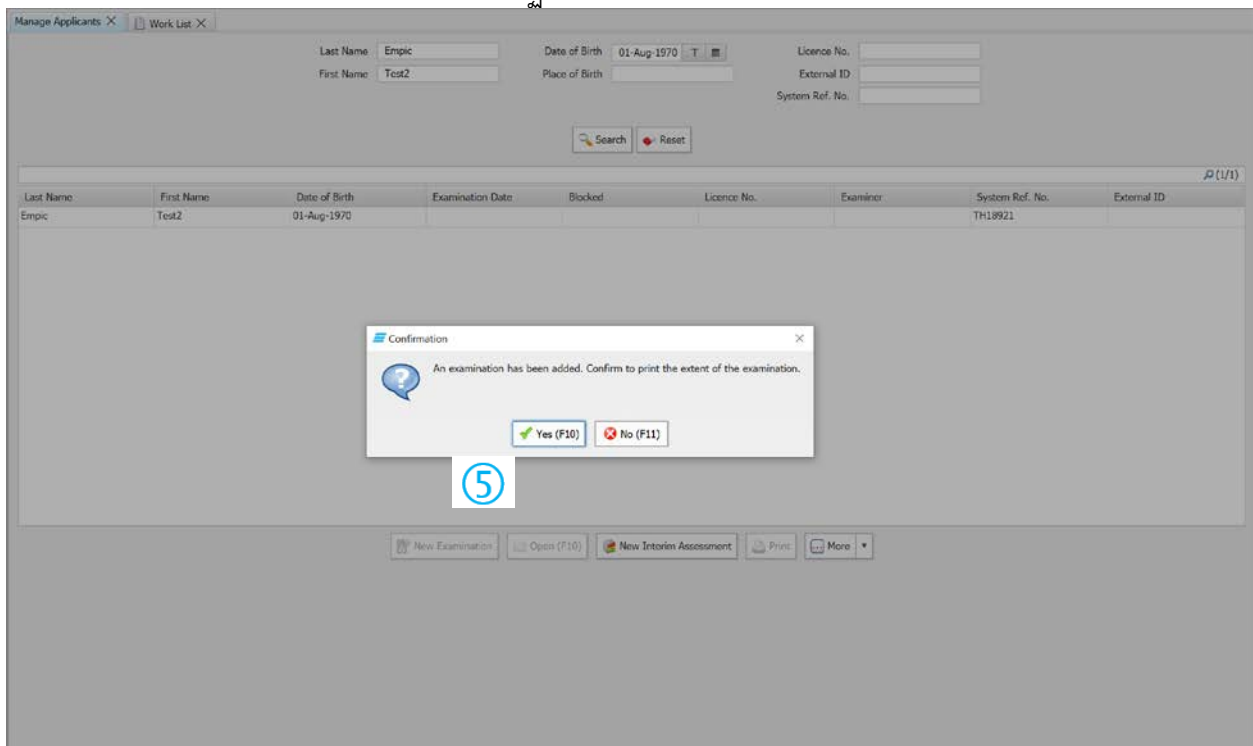 Manage Applicants
Work List
Last Name Empic Date of Birth 01-Aug-1970 T Licence No.
First Name Test2 Place of Birth External ID
System Ref. No.
Search Reset
(1/1)
Last Name First Name Date of Birth Examination Date Blocked Licence No. Examiner System Ref. No. External ID
Empic Test2 01-Aug-1970 TH18921
Confirmation
An examination has been added. Confirm to print the extent of the examination.
Yes (F10) No (F11)
⑤
New Examination Open (F10) New Interim Assessment Print More